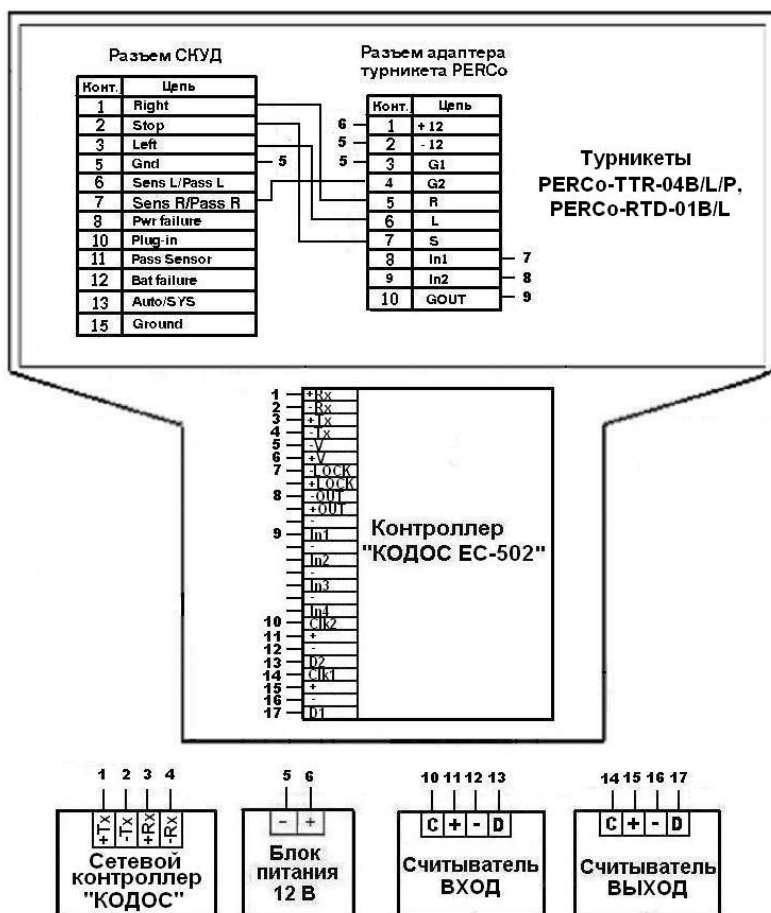 Разъем СКУД
Конт. Цепь
1 Right
2 Stop
3 Left
5 Gnd 5
6 Sens L/Pass L
7 Sens R/Pass R
8 Pwr failure
10 Plug-in
11 Pass Sensor
12 Bat failure
13 Auto/SYS
15 Ground
Разъем адаптера
турникета PERCo
Конт. Цепь
6 1 +12
5 2 -12
5 3 G1
4 G2
5 R
6 L
7 S
8 In1 7
9 In2 8
10 GOUT 9
Турникеты
PERCo-TTR-04B/L/P,
PERCo-RTD-01B/L
1 +Rx
2 -Rx
3 +Tx
4 -Tx
5 -V
6 +V
7 -LOCK
+LOCK
8 -OUT
+OUT
-
9 In1
-
In2
-
In3
-
In4
10 Clk2
11 +
12 -
13 D2
14 Clk1
15 +
16 -
17 D1
Контроллер
"КОДОС ЕС-502"
1 2 3 4
+Tx -Tx +Rx -Rx
Сетевой
контроллер
"КОДОС"
5 6
- +
Блок
питания
12 В
10 11 12 13
C + - D
Считыватель
ВХОД
14 15 16 17
C + - D
Считыватель
ВЫХОД